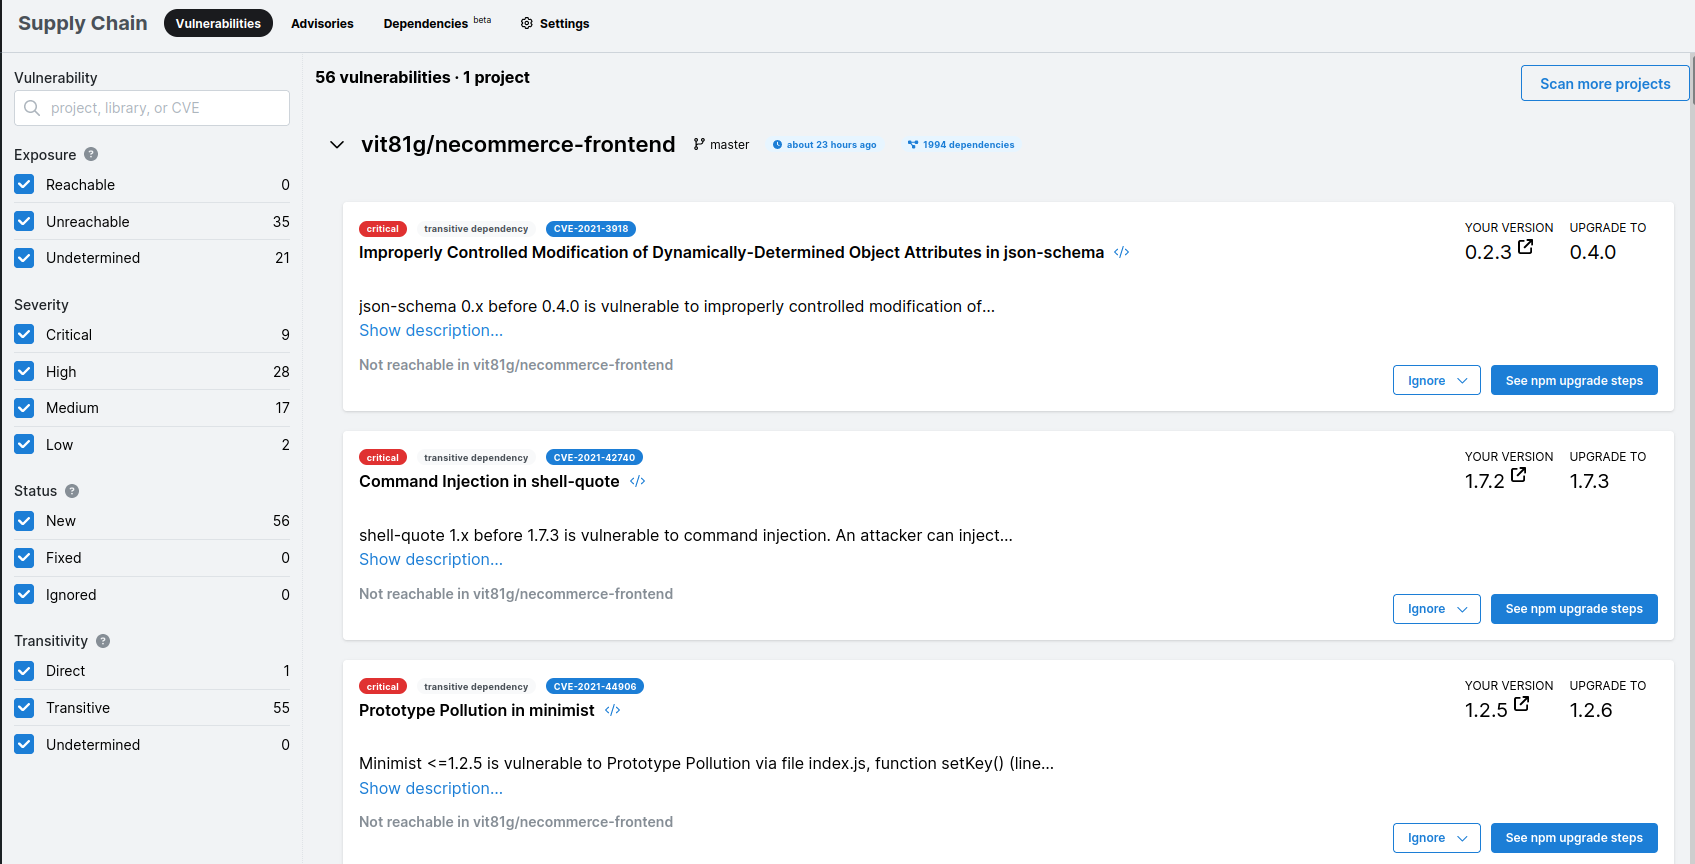 Supply Chain Vulnerabilities Advisories Dependencies beta Settings
Vulnerability
project, library, or CVE
Exposure ?
Reachable 0
Unreachable 35
Undetermined 21
Severity
Critical 9
High 28
Medium 17
Low 2
Status ?
New 56
Fixed 0
Ignored 0
Transitivity ?
Direct 1
Transitive 55
Undetermined 0
56 vulnerabilities · 1 project
Scan more projects
vit81g/necommerce-frontend master about 23 hours ago 1994 dependencies
critical transitive dependency CVE-2021-3918
Improperly Controlled Modification of Dynamically-Determined Object Attributes in json-schema </>
YOUR VERSION UPGRADE TO
0.2.3 0.4.0
json-schema 0.x before 0.4.0 is vulnerable to improperly controlled modification of...
Show description...
Not reachable in vit81g/necommerce-frontend
Ignore See npm upgrade steps
critical transitive dependency CVE-2021-42740
Command Injection in shell-quote </>
YOUR VERSION UPGRADE TO
1.7.2 1.7.3
shell-quote 1.x before 1.7.3 is vulnerable to command injection. An attacker can inject...
Show description...
Not reachable in vit81g/necommerce-frontend
Ignore See npm upgrade steps
critical transitive dependency CVE-2021-44906
Prototype Pollution in minimist </>
YOUR VERSION UPGRADE TO
1.2.5 1.2.6
Minimist <=1.2.5 is vulnerable to Prototype Pollution via file index.js, function setKey() (line...
Show description...
Not reachable in vit81g/necommerce-frontend
Ignore See npm upgrade steps